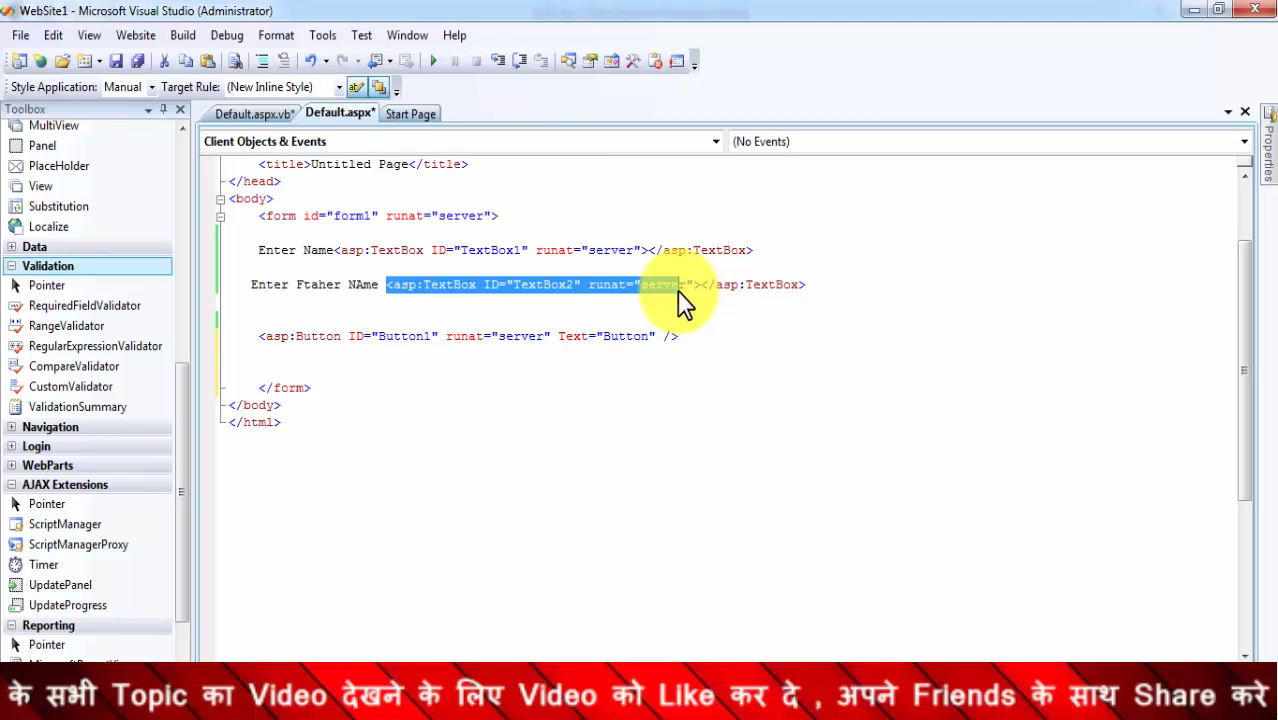 WebSite1 - Microsoft Visual Studio (Administrator)
File Edit View Website Build Debug Format Tools Test Window Help
Style Application: Manual Target Rule: (New Inline Style)
Toolbox
MultiView
Panel
PlaceHolder
View
Substitution
Localize
Data
Validation
Pointer
RequiredFieldValidator
RangeValidator
RegularExpressionValidator
CompareValidator
CustomValidator
ValidationSummary
Navigation
Login
WebParts
AJAX Extensions
Pointer
ScriptManager
ScriptManagerProxy
Timer
UpdatePanel
UpdateProgress
Reporting
Pointer
Default.aspx.vb* Default.aspx* Start Page
Client Objects & Events (No Events)
<title>Untitled Page</title>
</head>
<body>
<form id="form1" runat="server">
Enter Name<asp:TextBox ID="TextBox1" runat="server"></asp:TextBox>
Enter Ftaher NAme <asp:TextBox ID="TextBox2" runat="server"></asp:TextBox>
<asp:Button ID="Button1" runat="server" Text="Button" />
</form>
</body>
</html>
Properties
के सभी Topic का Video देखने के लिए Video को Like कर दे , अपने Friends के साथ Share करे